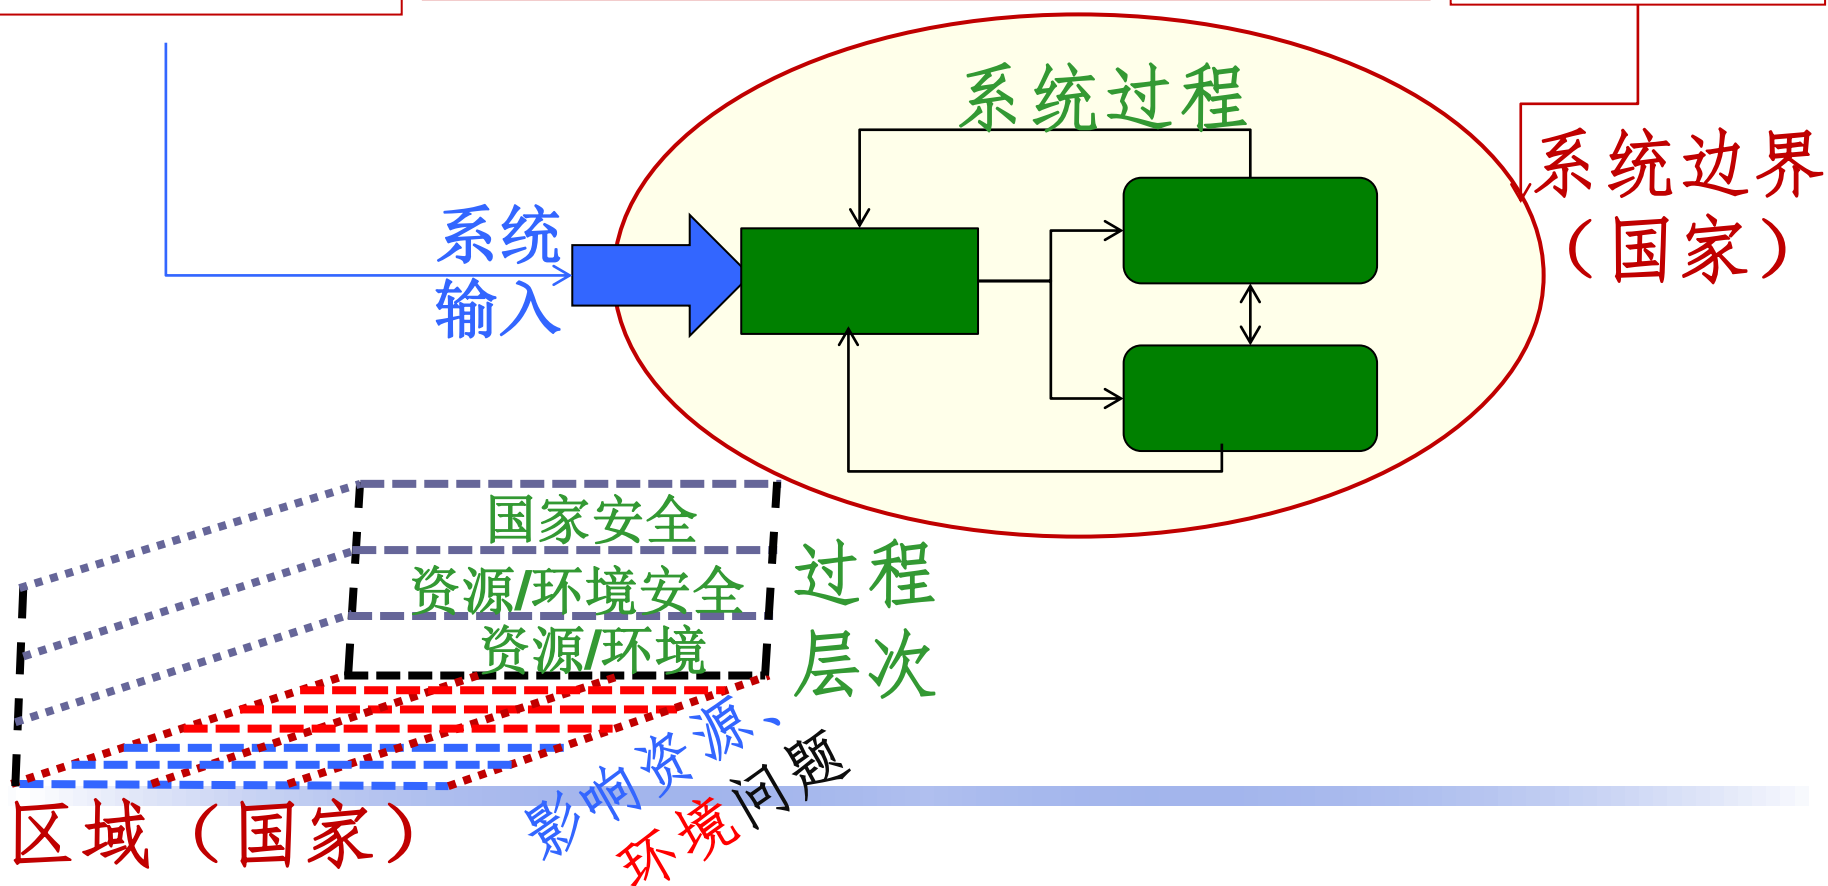 系统过程
系统边界
（国家）
系统
输入
国家安全
资源/环境安全
资源/环境
过程
层次
影响资源、
环境问题
区域（国家）